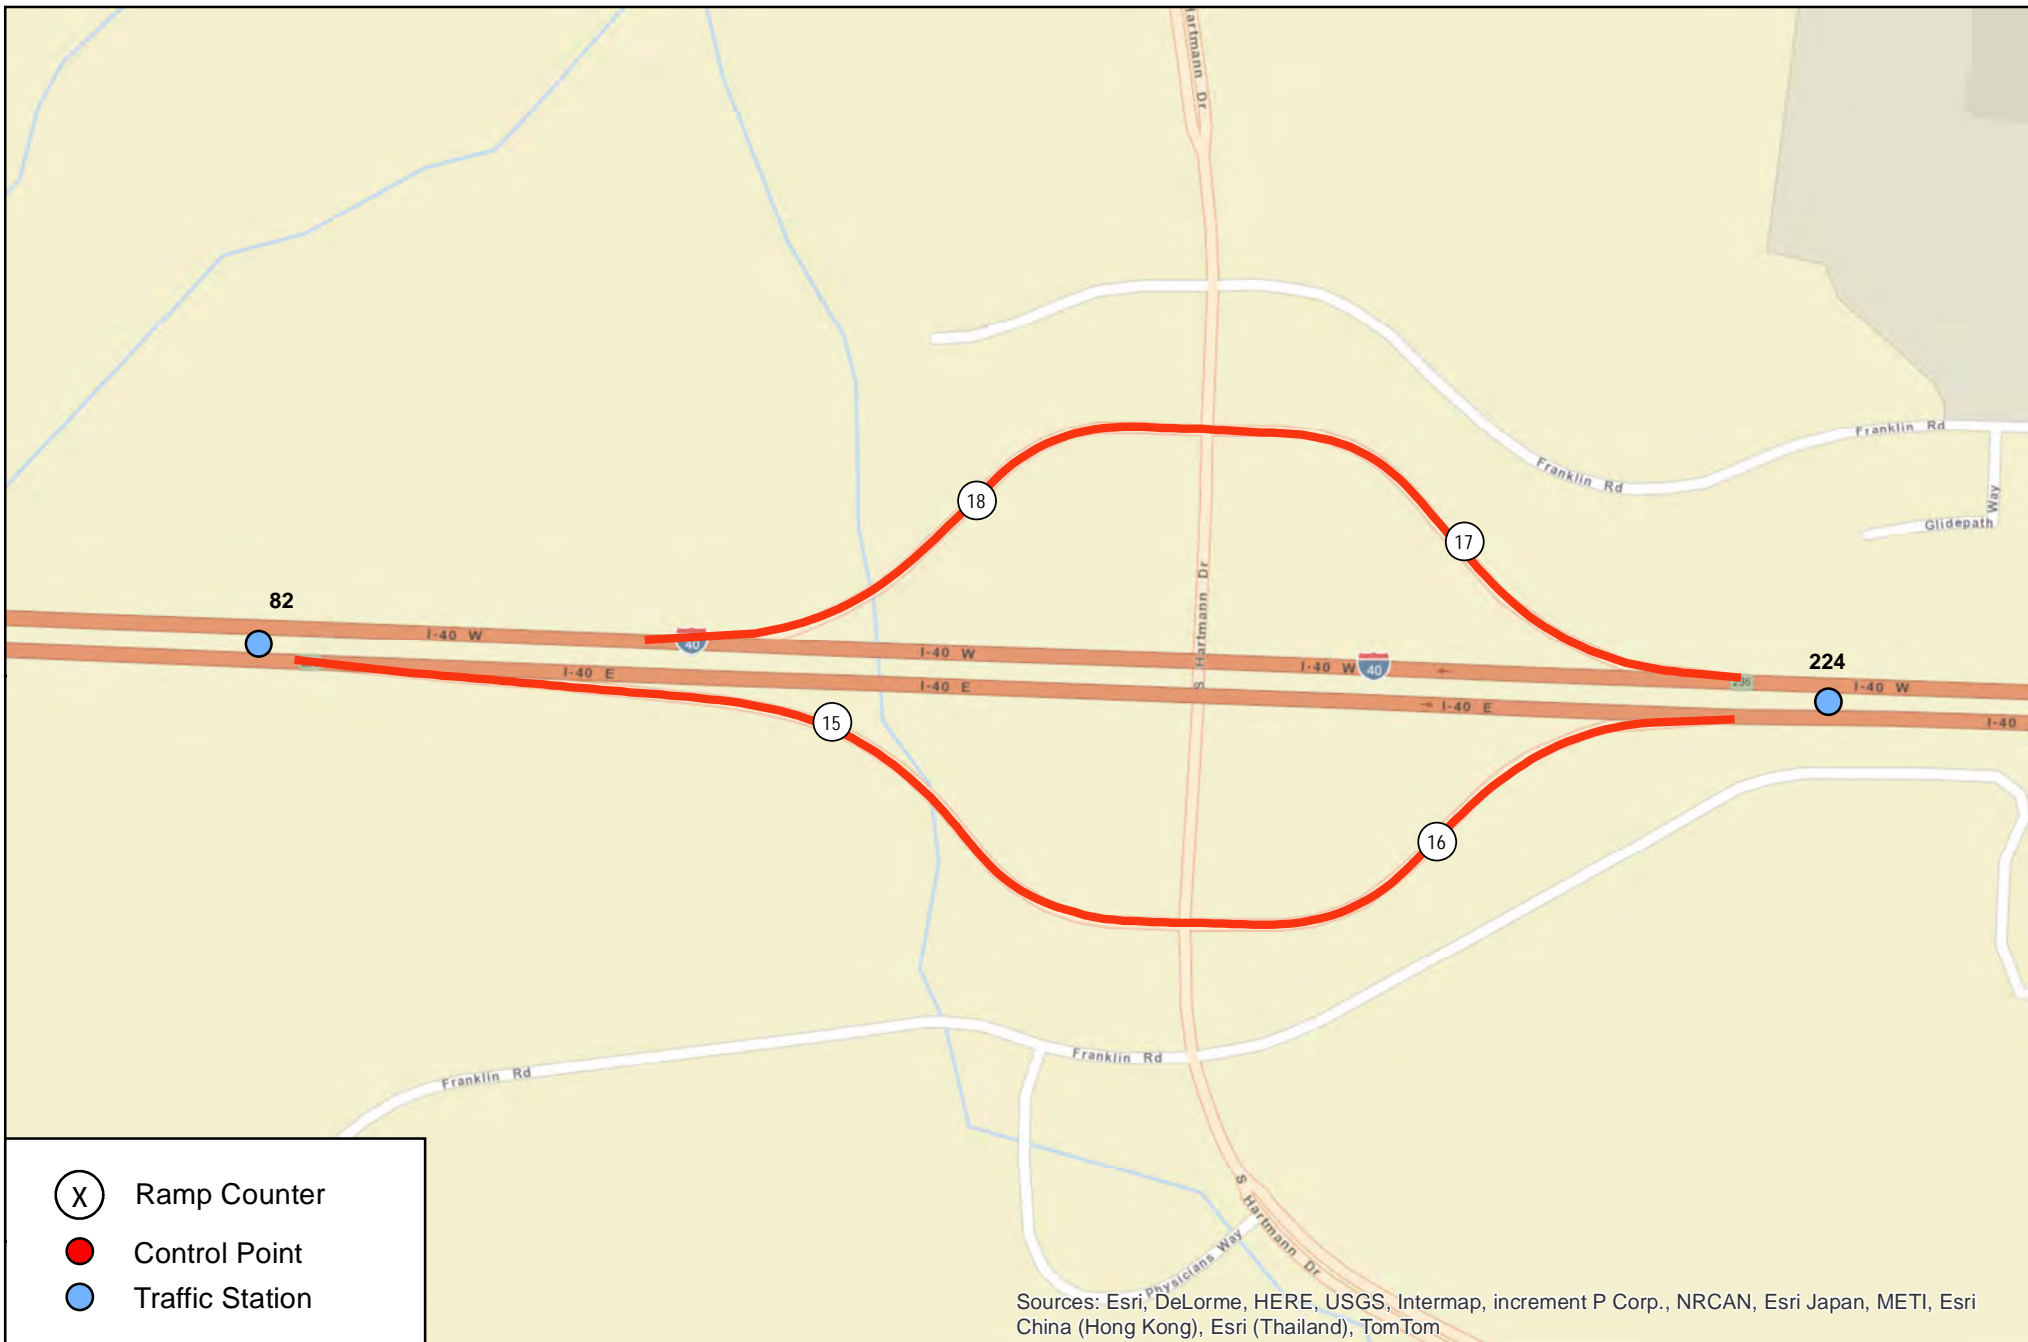 Hartmann Dr
Franklin Rd
Franklin Rd
Glidepath Way
18
17
S Hartmann Dr
82
I-40 W
40
I-40 W
I-40 W
40
224
I-40 W
I-40 E
I-40 E
I-40 E
I-40
15
16
Franklin Rd
Franklin Rd
S Hartmann Dr
Physicians Way
X Ramp Counter
Control Point
Traffic Station
Sources: Esri, DeLorme, HERE, USGS, Intermap, increment P Corp., NRCAN, Esri Japan, METI, Esri
China (Hong Kong), Esri (Thailand), TomTom